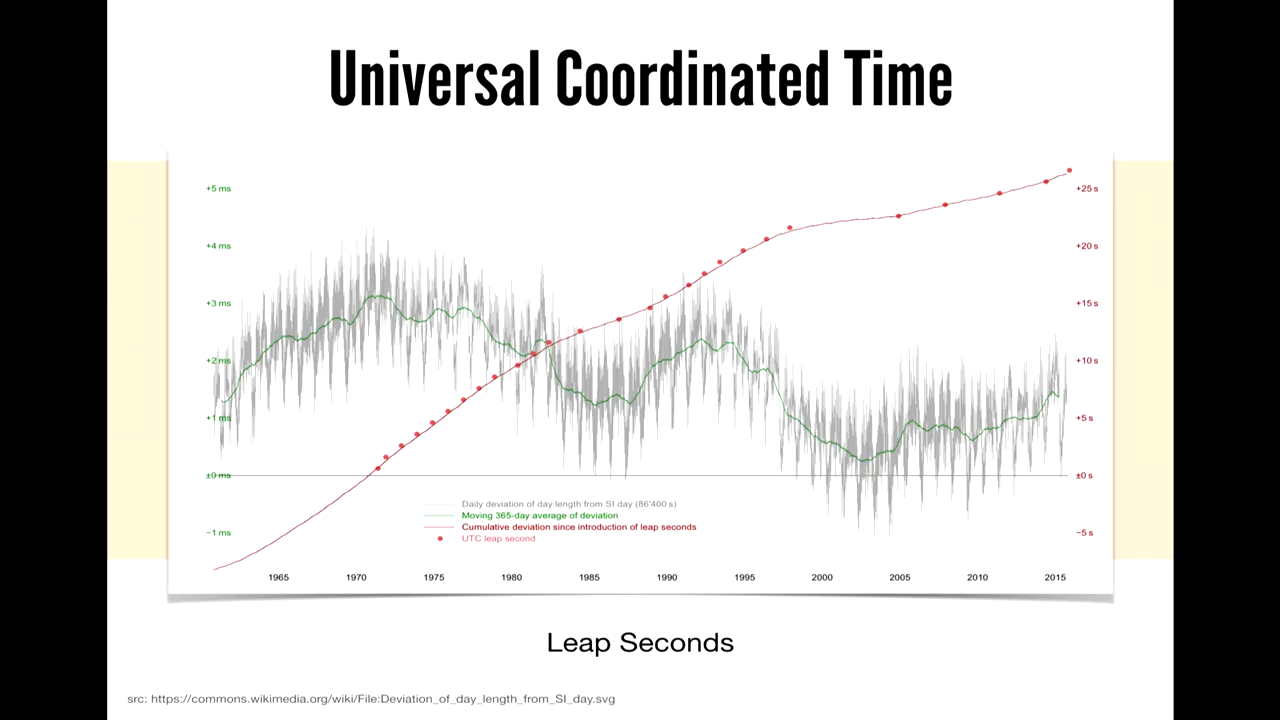 Universal Coordinated Time
+5 ms
+25 s
+4 ms
+20 s
+3 ms
+15 s
+2 ms
+10 s
+1 ms
+5 s
±0 ms
±0 s
Daily deviation of day length from SI day (86'400 s)
Moving 365-day average of deviation
Cumulative deviation since introduction of leap seconds
UTC leap second
−1 ms
−5 s
1965 1970 1975 1980 1985 1990 1995 2000 2005 2010 2015
Leap Seconds
src: https://commons.wikimedia.org/wiki/File:Deviation_of_day_length_from_SI_day.svg